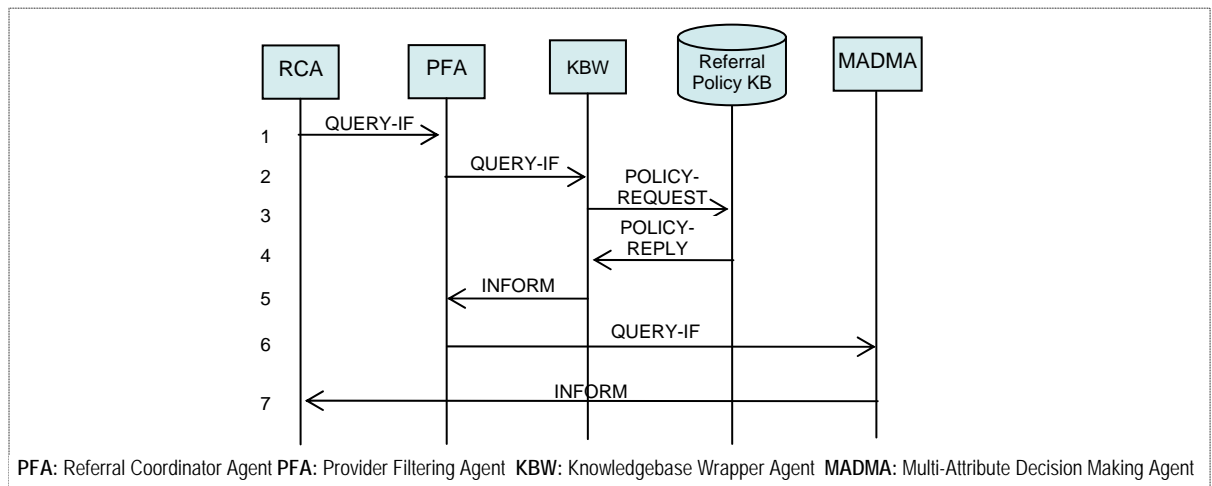 RCA
PFA
KBW
Referral
Policy KB
MADMA
1
QUERY-IF
2
QUERY-IF
3
POLICY-
REQUEST
4
POLICY-
REPLY
5
INFORM
6
QUERY-IF
7
INFORM
PFA: Referral Coordinator Agent PFA: Provider Filtering Agent KBW: Knowledgebase Wrapper Agent MADMA: Multi-Attribute Decision Making Agent